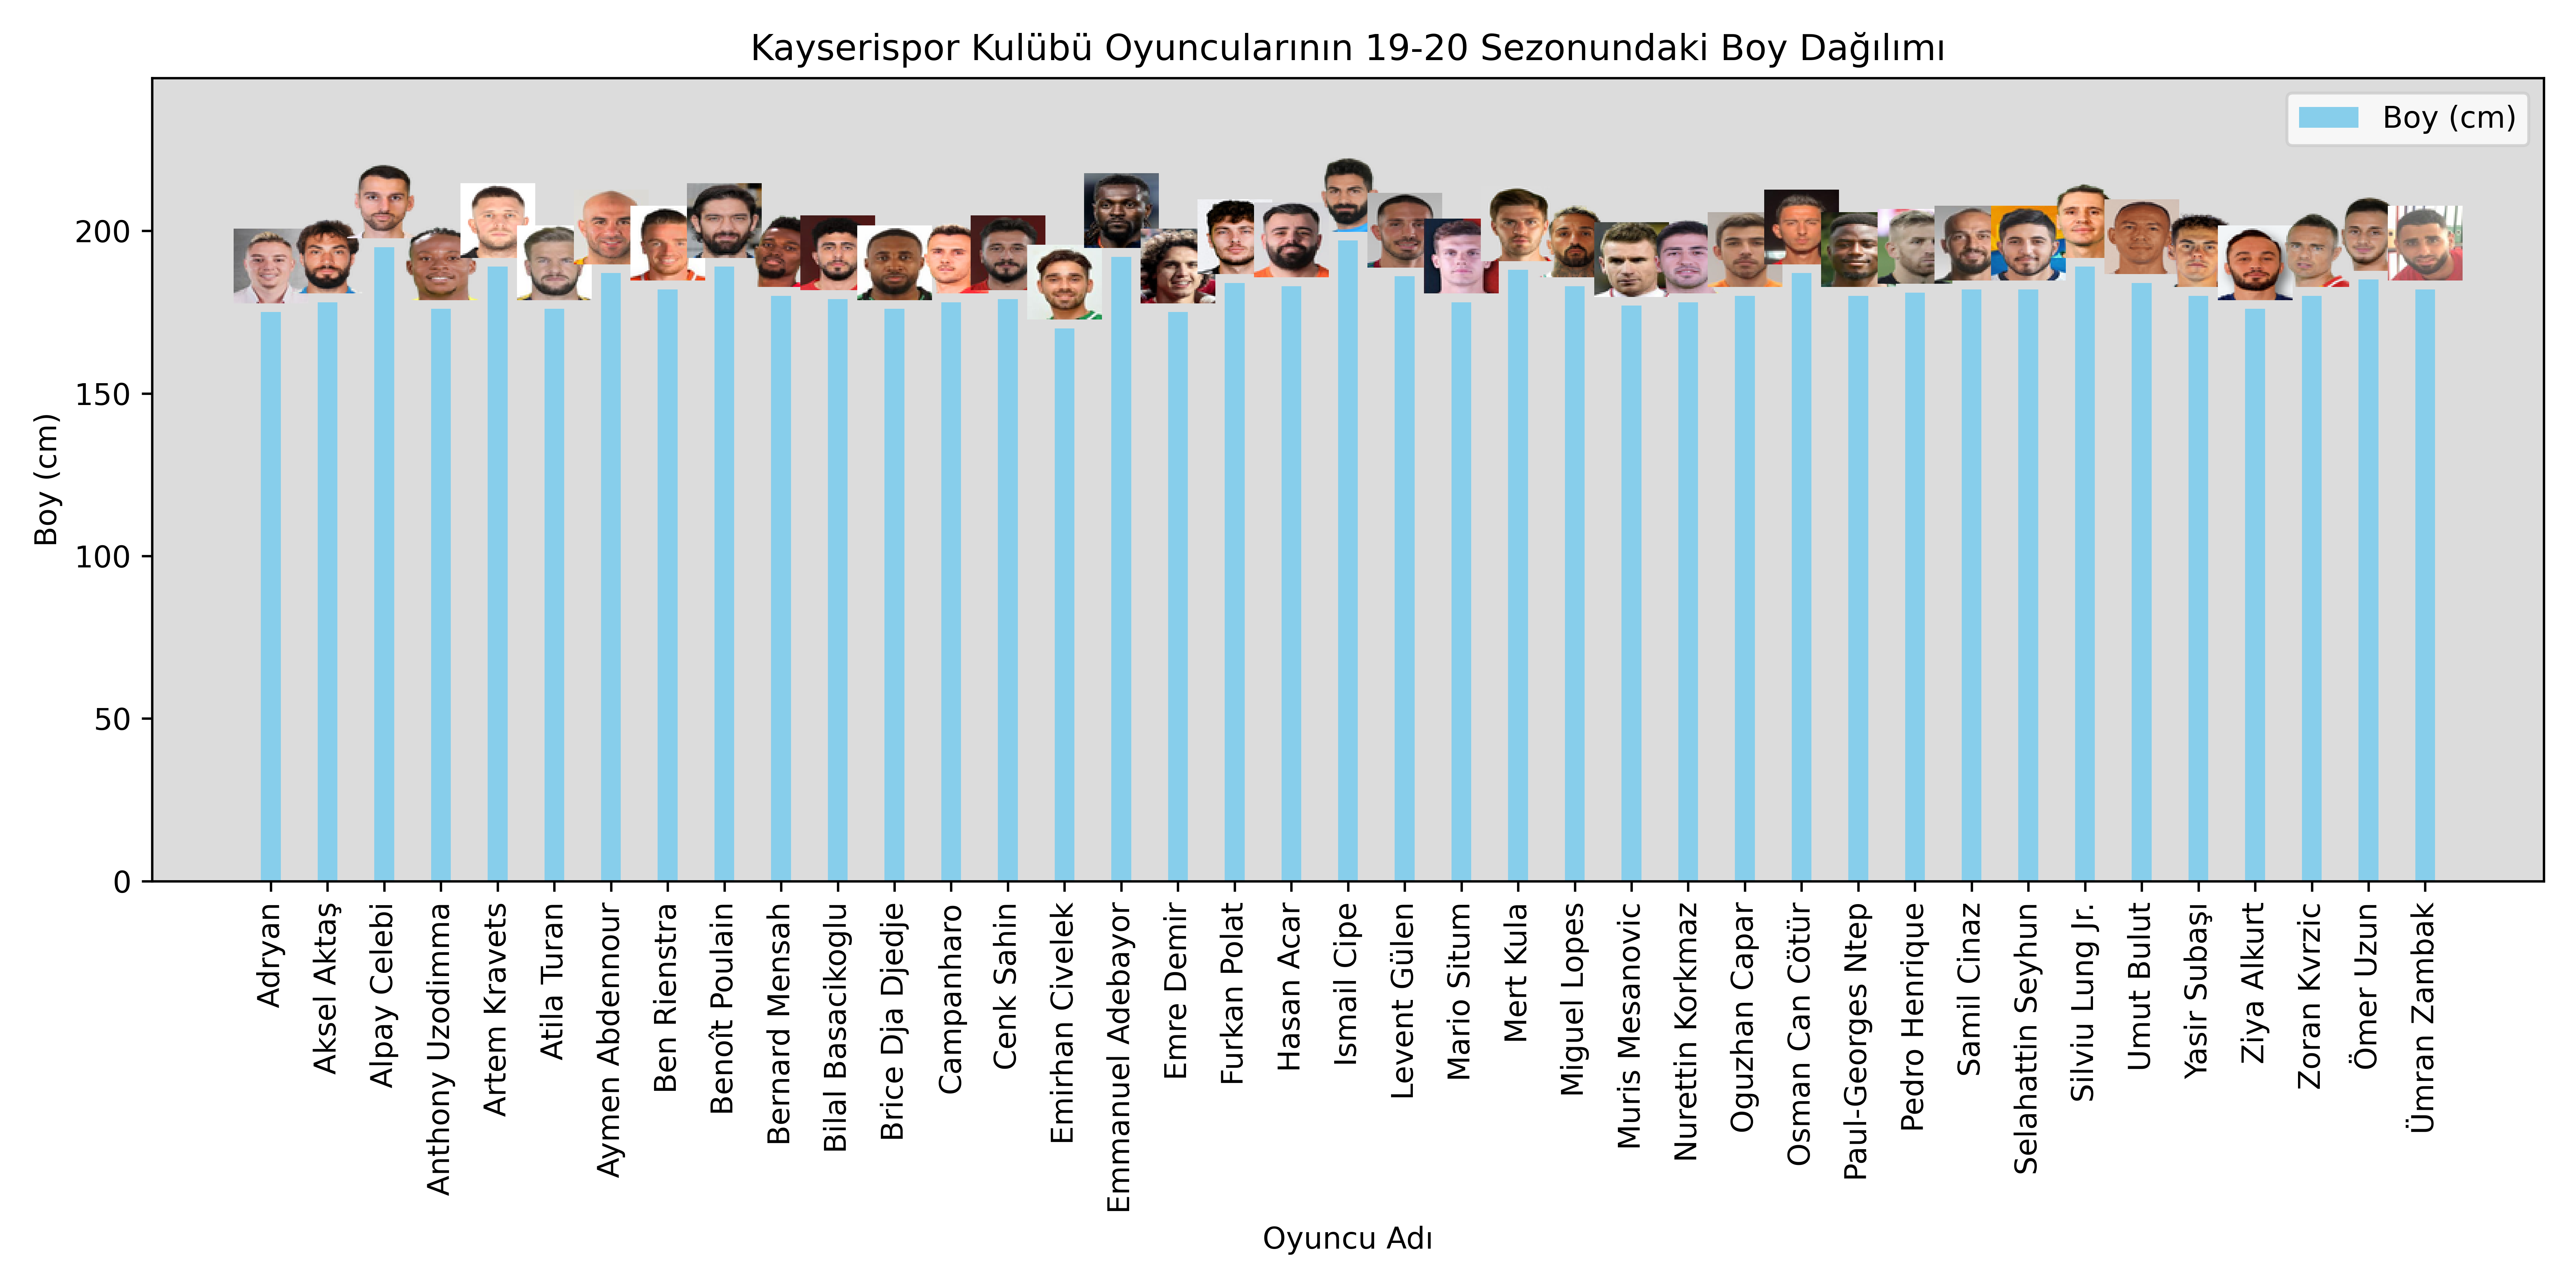 Kayserispor Kulübü Oyuncularının 19-20 Sezonundaki Boy Dağılımı
Boy (cm)
Boy (cm)
200
150
100
50
0
Adryan
Aksel Aktaş
Alpay Celebi
Anthony Uzodimma
Artem Kravets
Atila Turan
Aymen Abdennour
Ben Rienstra
Benoît Poulain
Bernard Mensah
Bilal Basacikoglu
Brice Dja Djedje
Campanharo
Cenk Sahin
Emirhan Civelek
Emmanuel Adebayor
Emre Demir
Furkan Polat
Hasan Acar
Ismail Cipe
Levent Gülen
Mario Situm
Mert Kula
Miguel Lopes
Muris Mesanovic
Nurettin Korkmaz
Oguzhan Capar
Osman Can Cötür
Paul-Georges Ntep
Pedro Henrique
Samil Cinaz
Selahattin Seyhun
Silviu Lung Jr.
Umut Bulut
Yasir Subaşı
Ziya Alkurt
Zoran Kvrzic
Ömer Uzun
Ümran Zambak
Oyuncu Adı